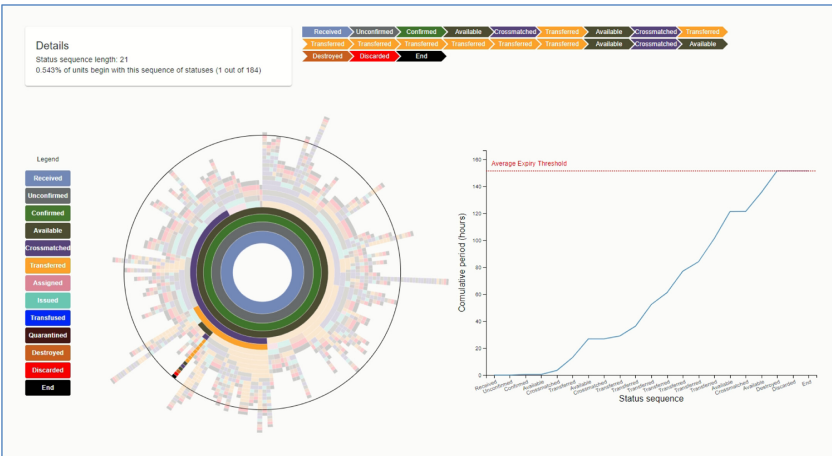 Details
Status sequence length: 21
0.543% of units begin with this sequence of statuses (1 out of 184)
Received Unconfirmed Confirmed Available Crossmatched Transferred Available Crossmatched Transferred
Transferred Transferred Transferred Transferred Transferred Transferred Available Crossmatched Available
Destroyed Discarded End
Legend
Received
Unconfirmed
Confirmed
Available
Crossmatched
Transferred
Assigned
Issued
Transfused
Quarantined
Destroyed
Discarded
End
Average Expiry Threshold
160
140
120
100
80
60
40
20
0
Cumulative period (hours)
Received Unconfirmed Confirmed Available Crossmatched Transferred Available Crossmatched Transferred Transferred Transferred Transferred Transferred Transferred Transferred Available Crossmatched Available Destroyed Discarded End
Status sequence